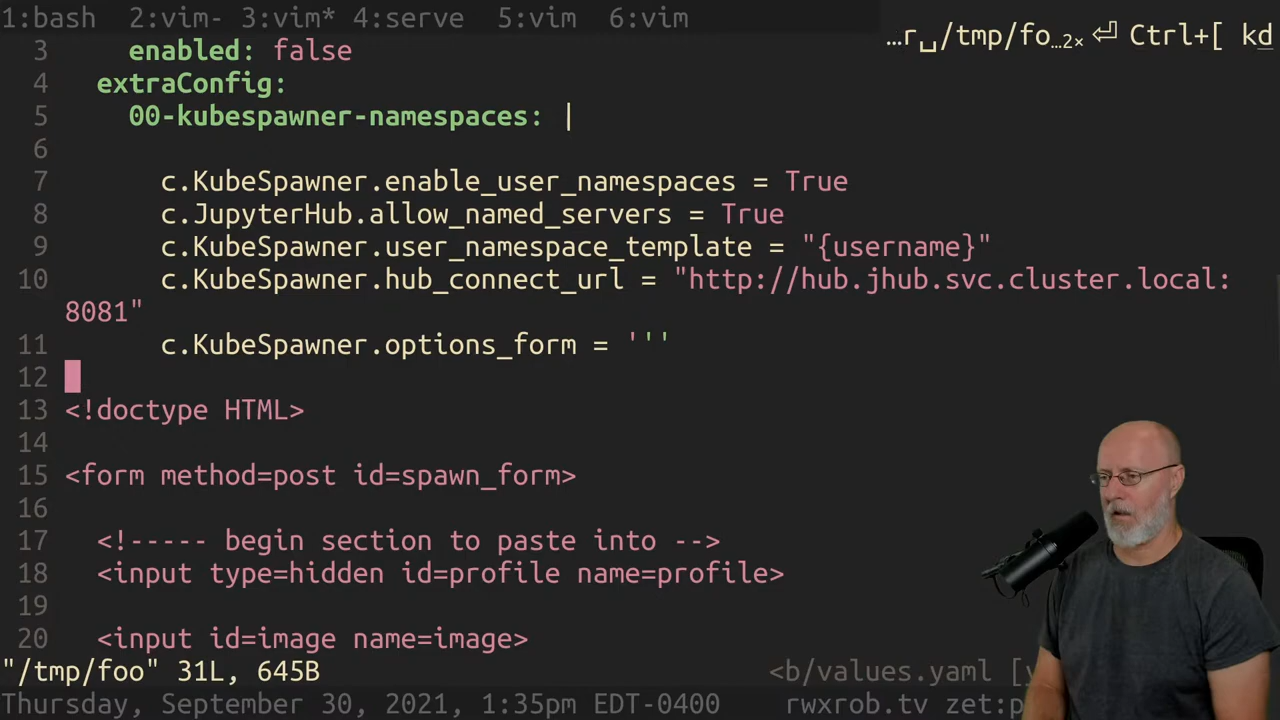 1:bash 2:vim- 3:vim* 4:serve 5:vim 6:vim
…r␣/tmp/fo…2× ⏎ Ctrl+[ kd
3 enabled: false
4 extraConfig:
5 00-kubespawner-namespaces: |
6
7 c.KubeSpawner.enable_user_namespaces = True
8 c.JupyterHub.allow_named_servers = True
9 c.KubeSpawner.user_namespace_template = "{username}"
10 c.KubeSpawner.hub_connect_url = "http://hub.jhub.svc.cluster.local:
8081"
11 c.KubeSpawner.options_form = '''
12
13 <!doctype HTML>
14
15 <form method=post id=spawn_form>
16
17 <!----- begin section to paste into -->
18 <input type=hidden id=profile name=profile>
19
20 <input id=image name=image>
"/tmp/foo" 31L, 645B <b/values.yaml [y
Thursday, September 30, 2021, 1:35pm EDT-0400 rwxrob.tv zet:p